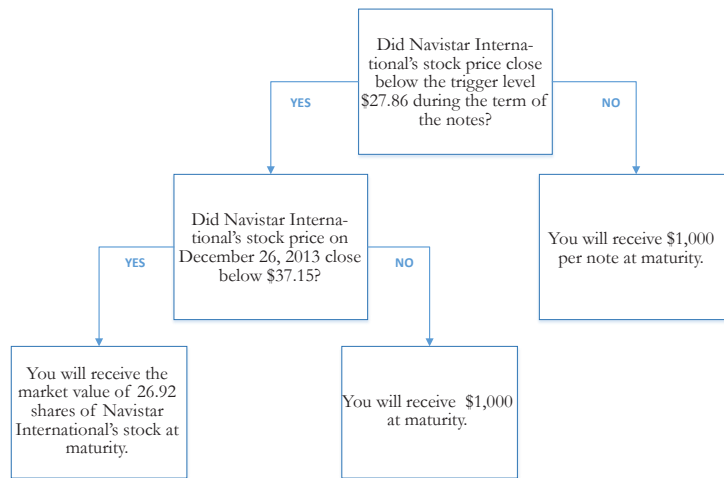 Did Navistar Interna-
tional's stock price close
below the trigger level
$27.86 during the term of
the notes?
YES
NO
Did Navistar Interna-
tional's stock price on
December 26, 2013 close
below $37.15?
You will receive $1,000
per note at maturity.
YES
NO
You will receive the
market value of 26.92
shares of Navistar
International's stock at
maturity.
You will receive $1,000
at maturity.